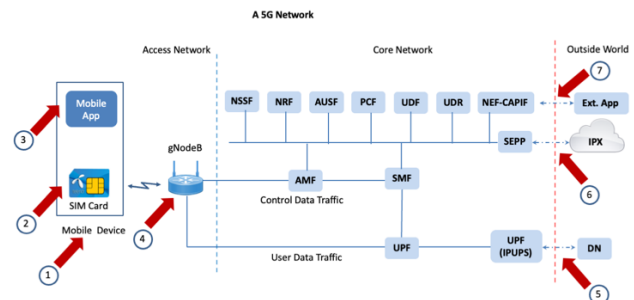 A 5G Network
Access Network
Core Network
Outside World
7
Mobile
App
NSSF
NRF
AUSF
PCF
UDF
UDR
NEF-CAPIF
Ext. App
3
gNodeB
SEPP
IPX
SIM Card
AMF
SMF
6
2
Control Data Traffic
4
Mobile Device
1
User Data Traffic
UPF
UPF
(IPUPS)
DN
5